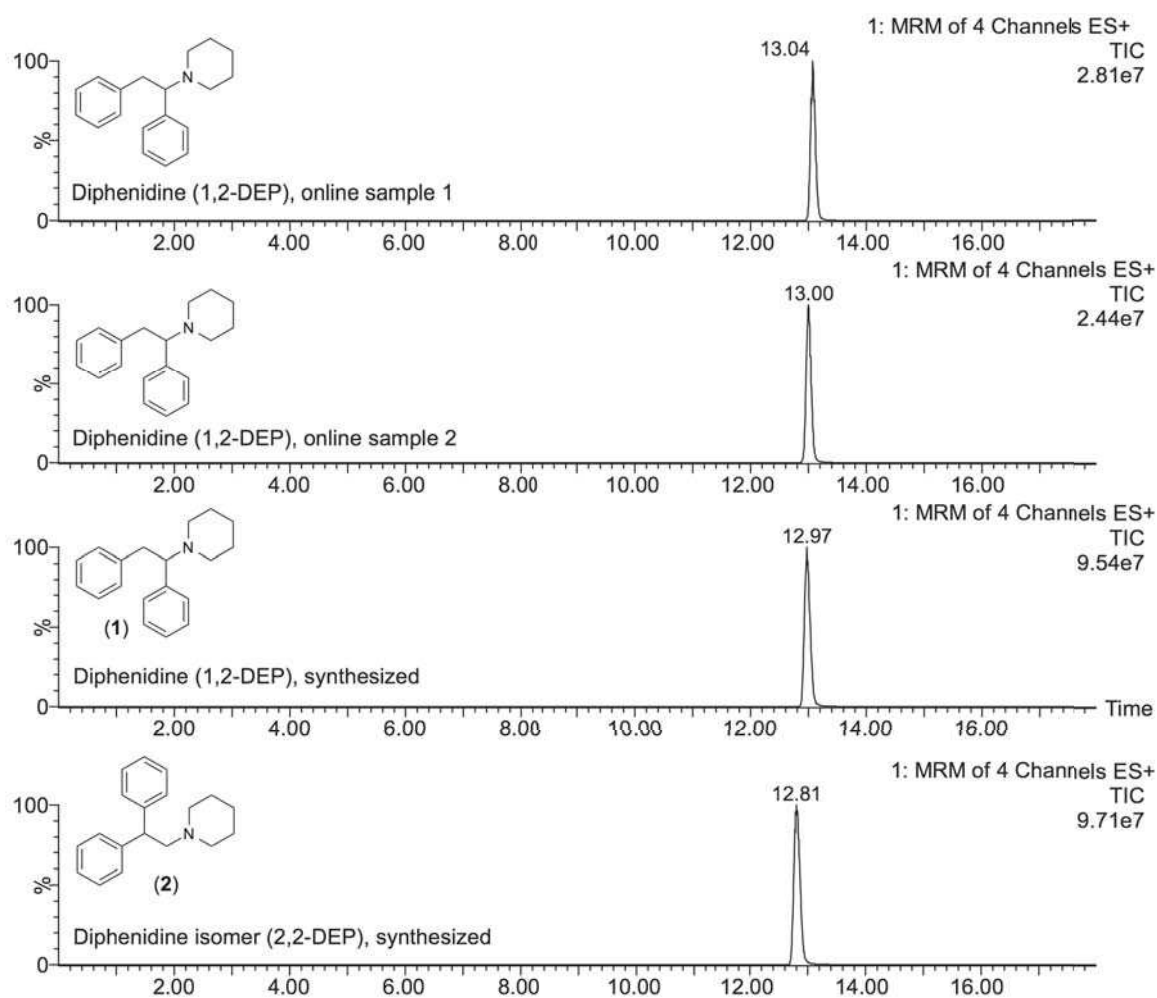 1: MRM of 4 Channels ES+
TIC
2.81e7
13.04
100
%
0
N
Diphenidine (1,2-DEP), online sample 1
2.00 4.00 6.00 8.00 10.00 12.00 14.00 16.00
1: MRM of 4 Channels ES+
TIC
2.44e7
13.00
100
%
0
N
Diphenidine (1,2-DEP), online sample 2
2.00 4.00 6.00 8.00 10.00 12.00 14.00 16.00
1: MRM of 4 Channels ES+
TIC
9.54e7
12.97
100
%
0
N
(1)
Diphenidine (1,2-DEP), synthesized
Time
2.00 4.00 6.00 8.00 10.00 12.00 14.00 16.00
1: MRM of 4 Channels ES+
TIC
9.71e7
12.81
100
%
0
N
(2)
Diphenidine isomer (2,2-DEP), synthesized
2.00 4.00 6.00 8.00 10.00 12.00 14.00 16.00